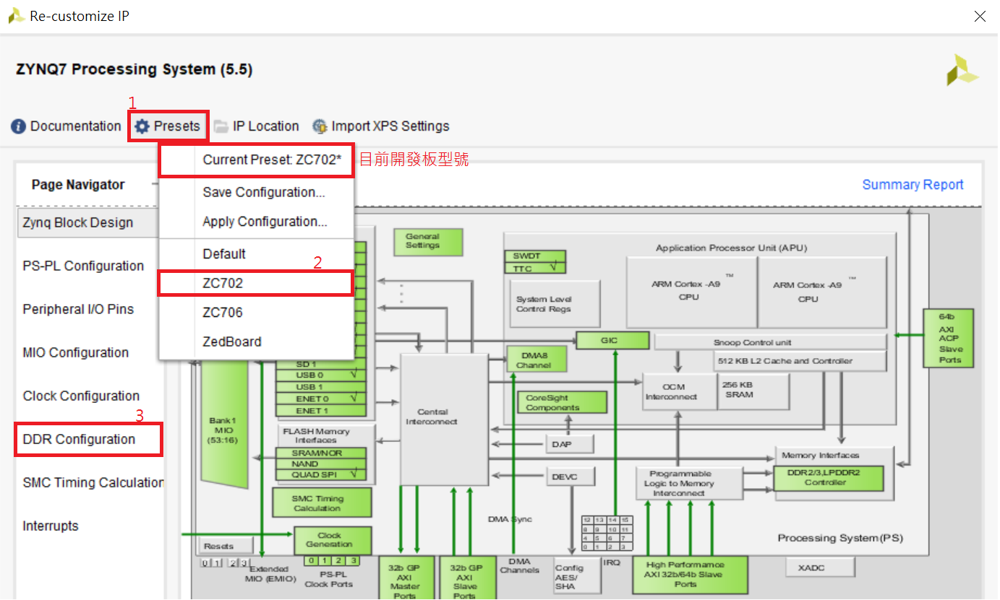 Re-customize IP
ZYNQ7 Processing System (5.5)
1
Documentation
Presets
IP Location
Import XPS Settings
Current Preset: ZC702*
目前開發板型號
Save Configuration...
Apply Configuration...
Default
2
ZC702
ZC706
ZedBoard
Page Navigator
Summary Report
Zynq Block Design
PS-PL Configuration
Peripheral I/O Pins
MIO Configuration
Clock Configuration
3
DDR Configuration
SMC Timing Calculation
Interrupts
General
Settings
Application Processor Unit (APU)
SWDT
TTC √
System Level
Control Regs
ARM Cortex -A9 ™
CPU
ARM Cortex -A9 ™
CPU
64b
AXI
ACP
Slave
Ports
GIC
Snoop Control unit
512 KB L2 Cache and Controller
DMA8
Channel
OCM
Interconnect
256 KB
SRAM
CoreSight
Components
SD 1
USB 0 √
USB 1
ENET 0 √
ENET 1
Bank1
MIO
(53:16)
FLASH Memory
Interfaces
SRAM/NOR
NAND
QUAD SPI √
SMC Timing
Calculation
Central
Interconnect
DAP
DEVC
Programmable
Logic to Memory
Interconnect
Memory Interfaces
DDR2/3,LPDDR2
Controller
DMA Sync
12 13 14 15
8 9 10 11
4 5 6 7
0 1 2 3
IRQ
Processing System(PS)
Clock
Generation
Resets
0 1 2 3
0 1 2 3
Extended
MIO (EMIO)
PS-PL
Clock Ports
32b GP
AXI
Master
Ports
32b GP
AXI
Slave
Ports
DMA
Channels
Config
AES/
SHA
High Performance
AXI 32b/64b Slave
Ports
XADC